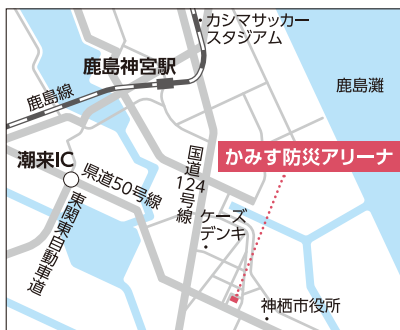 カシマサッカー
スタジアム
鹿島神宮駅
鹿島線
鹿島灘
潮来IC
県道50号線
国道124号線
かみす防災アリーナ
東関東自動車道
ケーズ
デンキ
神栖市役所